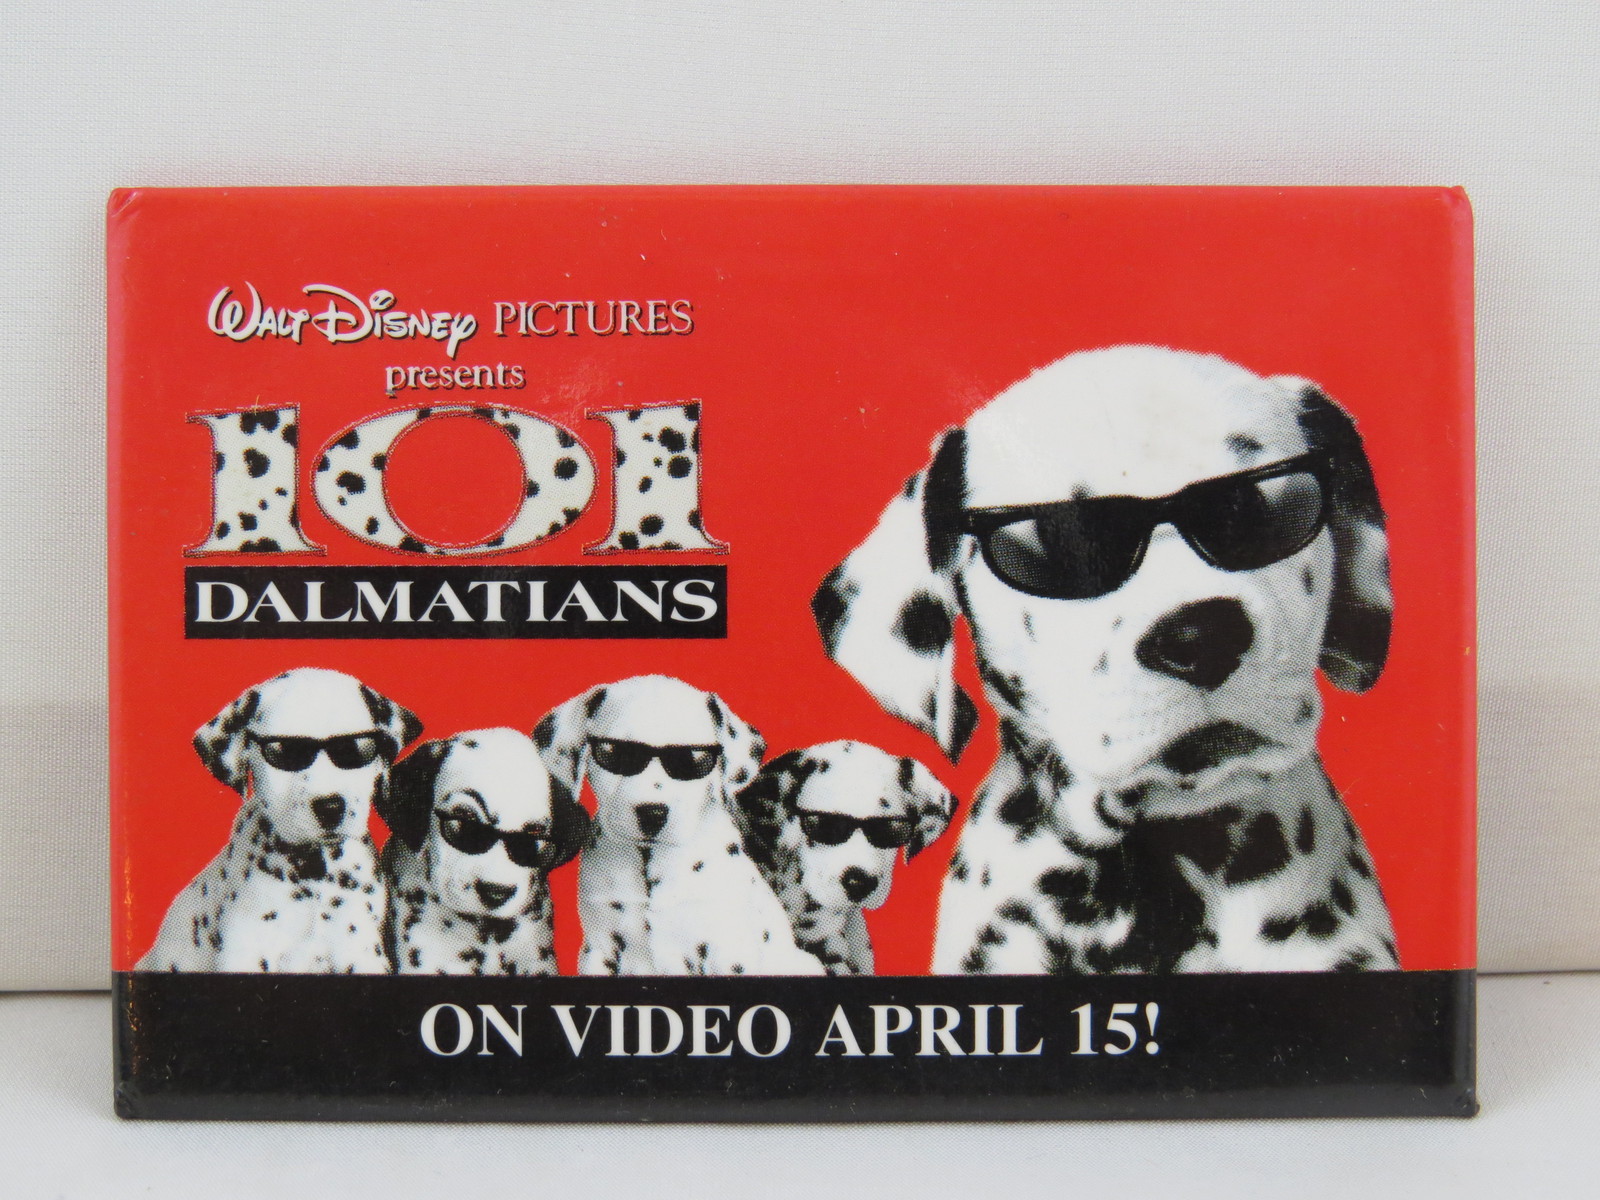 WALT DISNEY PICTURES
presents
101
DALMATIANS
ON VIDEO APRIL 15!